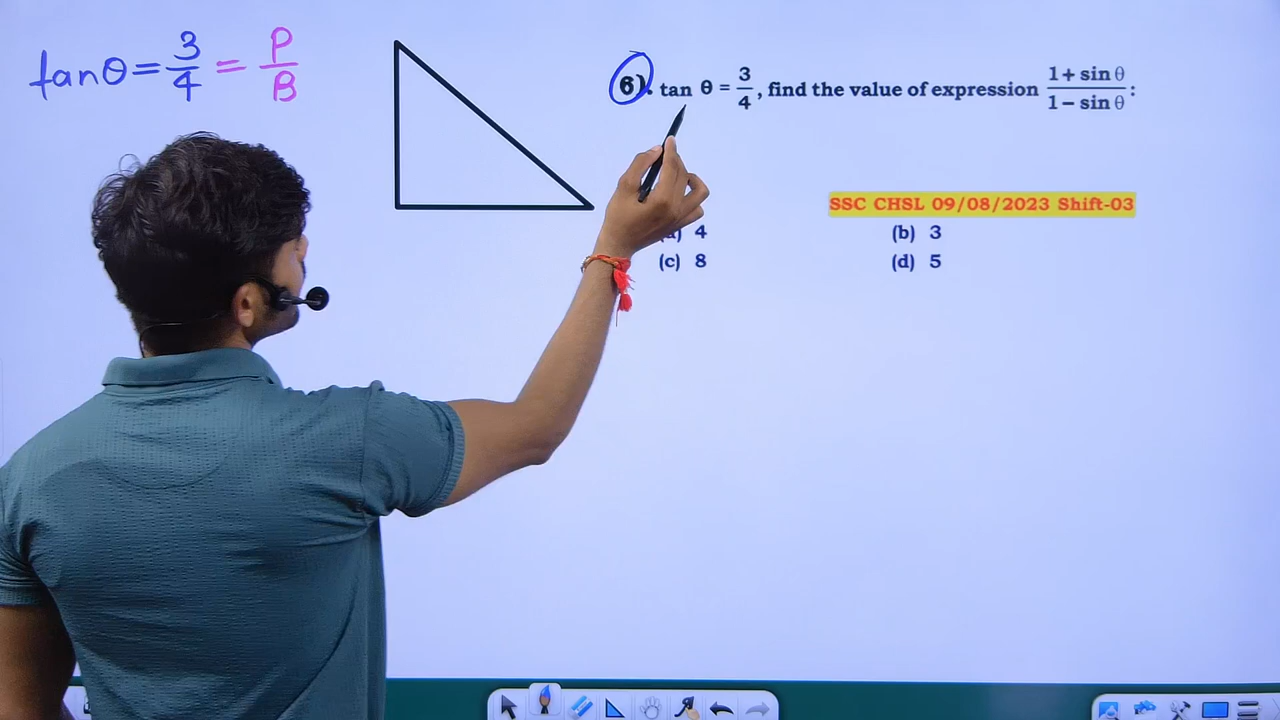 tanθ = 3/4 = P/B
6). tan θ = 3/4, find the value of expression (1 + sin θ)/(1 − sin θ):
SSC CHSL 09/08/2023 Shift-03
4 (b) 3
(c) 8 (d) 5